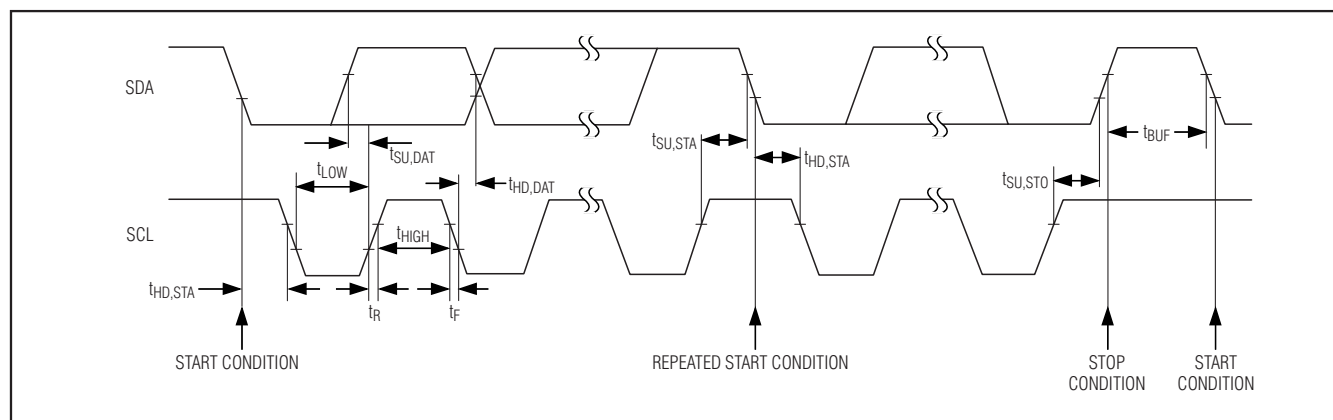 SDA
tSU,DAT
tLOW
tHD,DAT
tSU,STA
tHD,STA
tBUF
tSU,STO
SCL
tHIGH
tHD,STA
tR
tF
START CONDITION
REPEATED START CONDITION
STOP
CONDITION
START
CONDITION